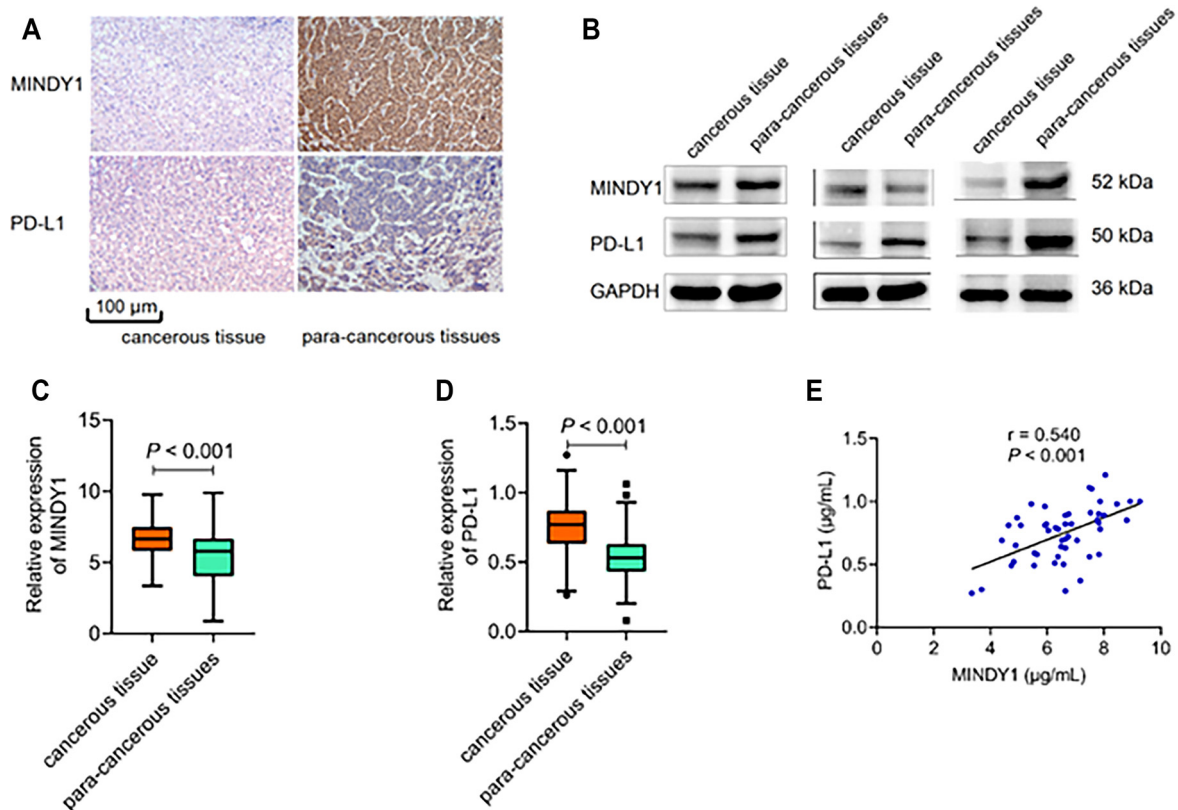 A
MINDY1
PD-L1
100 µm
cancerous tissue
para-cancerous tissues
B
cancerous tissue
para-cancerous tissues
cancerous tissue
para-cancerous tissues
cancerous tissue
para-cancerous tissues
MINDY1
52 kDa
PD-L1
50 kDa
GAPDH
36 kDa
C
Relative expression
of MINDY1
15
10
5
0
P < 0.001
cancerous tissue
para-cancerous tissues
D
Relative expression
of PD-L1
1.5
1.0
0.5
0.0
P < 0.001
cancerous tissue
para-cancerous tissues
E
r = 0.540
P < 0.001
PD-L1 (µg/mL)
1.5
1.0
0.5
0.0
0 2 4 6 8 10
MINDY1 (µg/mL)